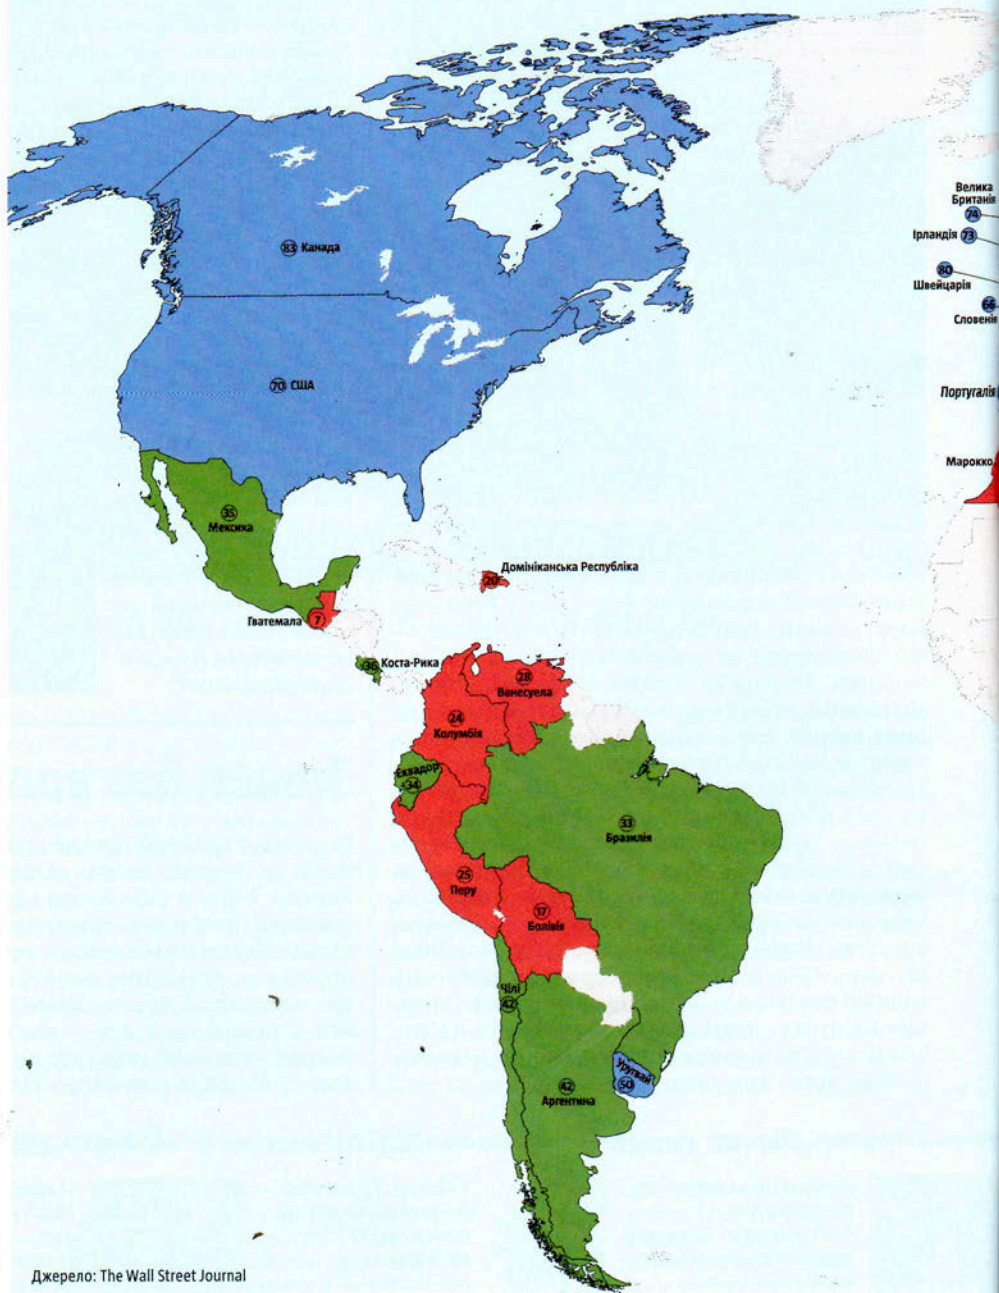 Велика
Британія
74
Ірландія 73
80
Швейцарія
66
Словенія
83 Канада
70 США
Португалія
Марокко
35
Мексика
Домініканська Республіка
20
Гватемала 7
36 Коста-Рика
28
Венесуела
24
Колумбія
Еквадор
34
33
Бразилія
25
Перу
17
Болівія
Чілі
42
Уругвай
50
42
Аргентина
Джерело: The Wall Street Journal